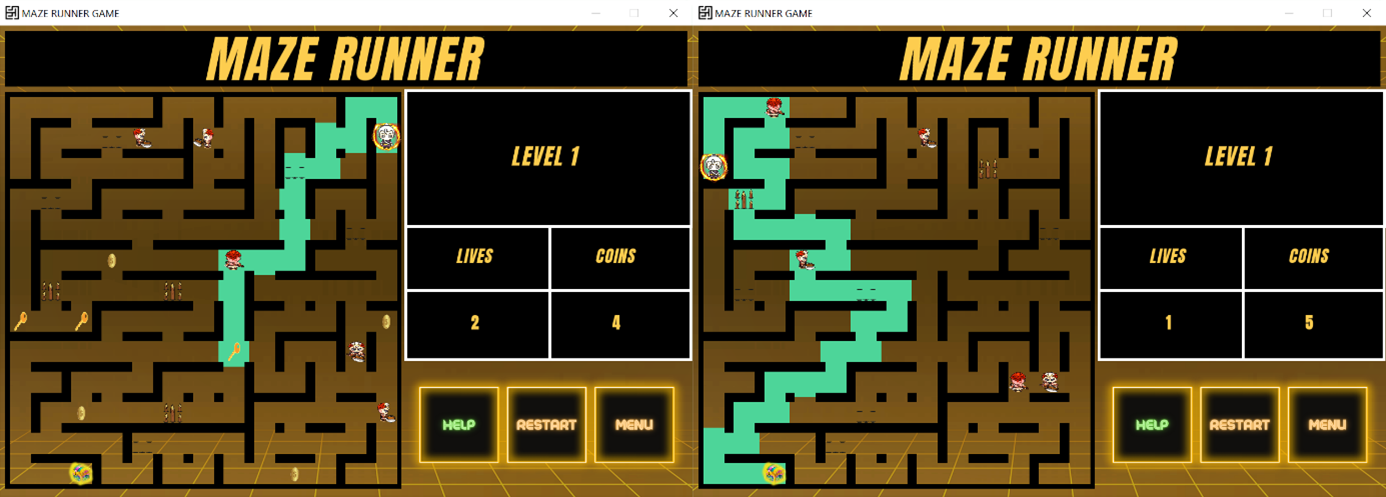 MAZE RUNNER GAME
MAZE RUNNER
LEVEL 1
LIVES COINS
2 4
HELP RESTART MENU
MAZE RUNNER GAME
MAZE RUNNER
LEVEL 1
LIVES COINS
1 5
HELP RESTART MENU